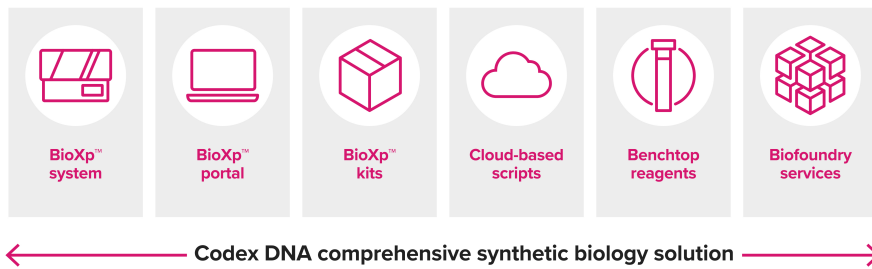 BioXp™
system
BioXp™
portal
BioXp™
kits
Cloud-based
scripts
Benchtop
reagents
Biofoundry
services
Codex DNA comprehensive synthetic biology solution